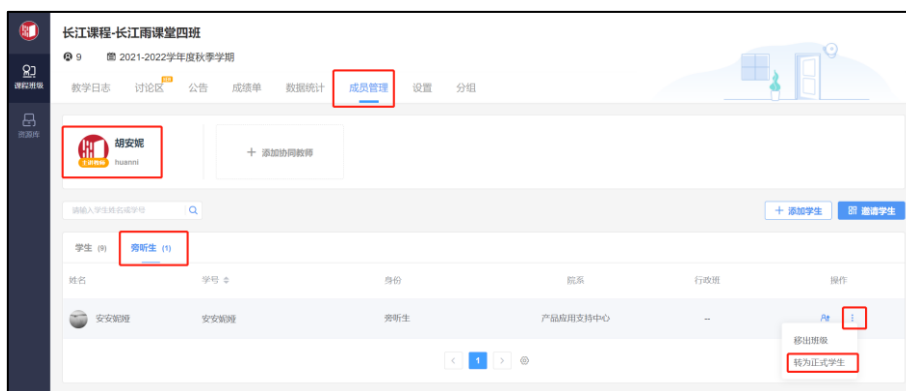 长江课程-长江雨课堂四班
9 2021-2022学年度秋季学期
课程班级
教学日志 讨论区 公告 成绩单 数据统计 成员管理 设置 分组
资源库
胡安妮
主讲教师 huanni
+ 添加协同教师
请输入学生姓名或学号
+ 添加学生 邀请学生
学生 (9) 旁听生 (1)
姓名 学号 身份 院系 行政班 操作
安安妮娅 安安妮娅 旁听生 产品应用支持中心 --
移出班级
< 1 >
转为正式学生